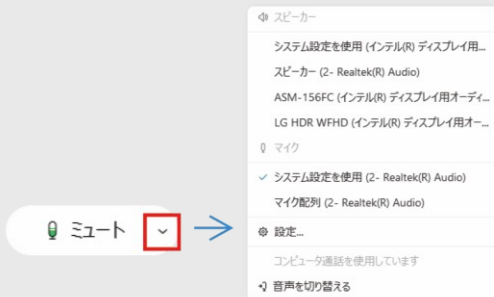 スピーカー
システム設定を使用 (インテル(R) ディスプレイ用...
スピーカー (2- Realtek(R) Audio)
ASM-156FC (インテル(R) ディスプレイ用オーディ...
LG HDR WFHD (インテル(R) ディスプレイ用オー...
マイク
システム設定を使用 (2- Realtek(R) Audio)
マイク配列 (2- Realtek(R) Audio)
ミュート
設定...
コンピュータ通話を使用しています
音声を切り替える